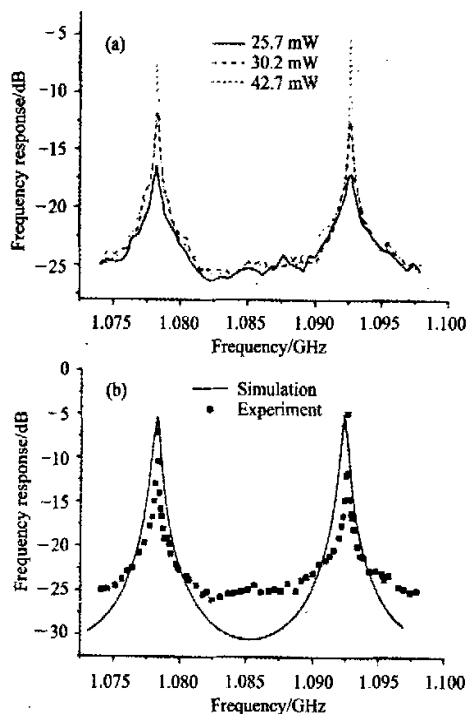 (a)
25.7 mW
30.2 mW
42.7 mW
Frequency response/dB
-5
-10
-15
-20
-25
1.075 1.080 1.085 1.090 1.095 1.100
Frequency/GHz
(b)
Simulation
Experiment
Frequency response/dB
0
-5
-10
-15
-20
-25
-30
1.075 1.080 1.085 1.090 1.095 1.100
Frequency/GHz